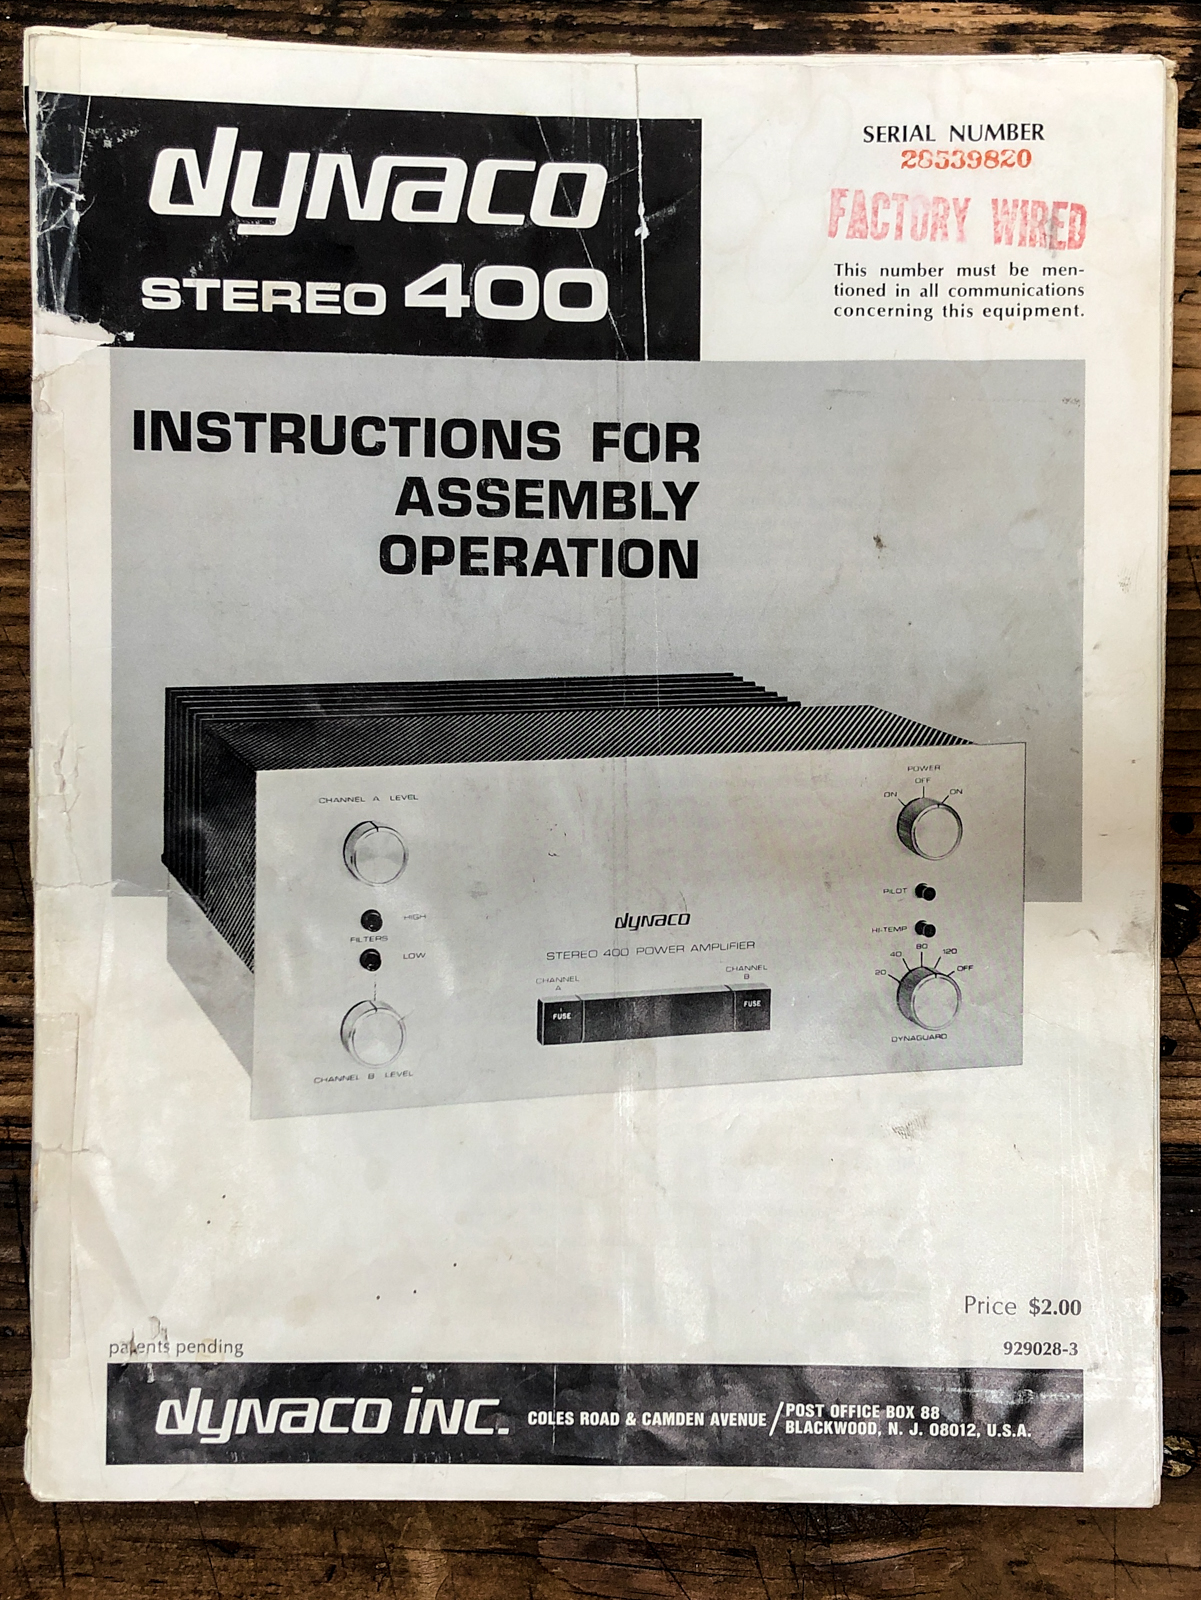 dynaco
STEREO 400
SERIAL NUMBER
26539820
FACTORY WIRED
This number must be men-
tioned in all communications
concerning this equipment.
INSTRUCTIONS FOR
ASSEMBLY
OPERATION
CHANNEL A LEVEL
HIGH
FILTERS
LOW
CHANNEL B LEVEL
dynaco
STEREO 400 POWER AMPLIFIER
CHANNEL
A
CHANNEL
B
FUSE
FUSE
POWER
OFF
ON
ON
PILOT
HI-TEMP
20
40
80
120
OFF
DYNAGUARD
Price $2.00
patents pending
929028-3
dynaco inc.
COLES ROAD & CAMDEN AVENUE / POST OFFICE BOX 88
BLACKWOOD, N. J. 08012, U.S.A.